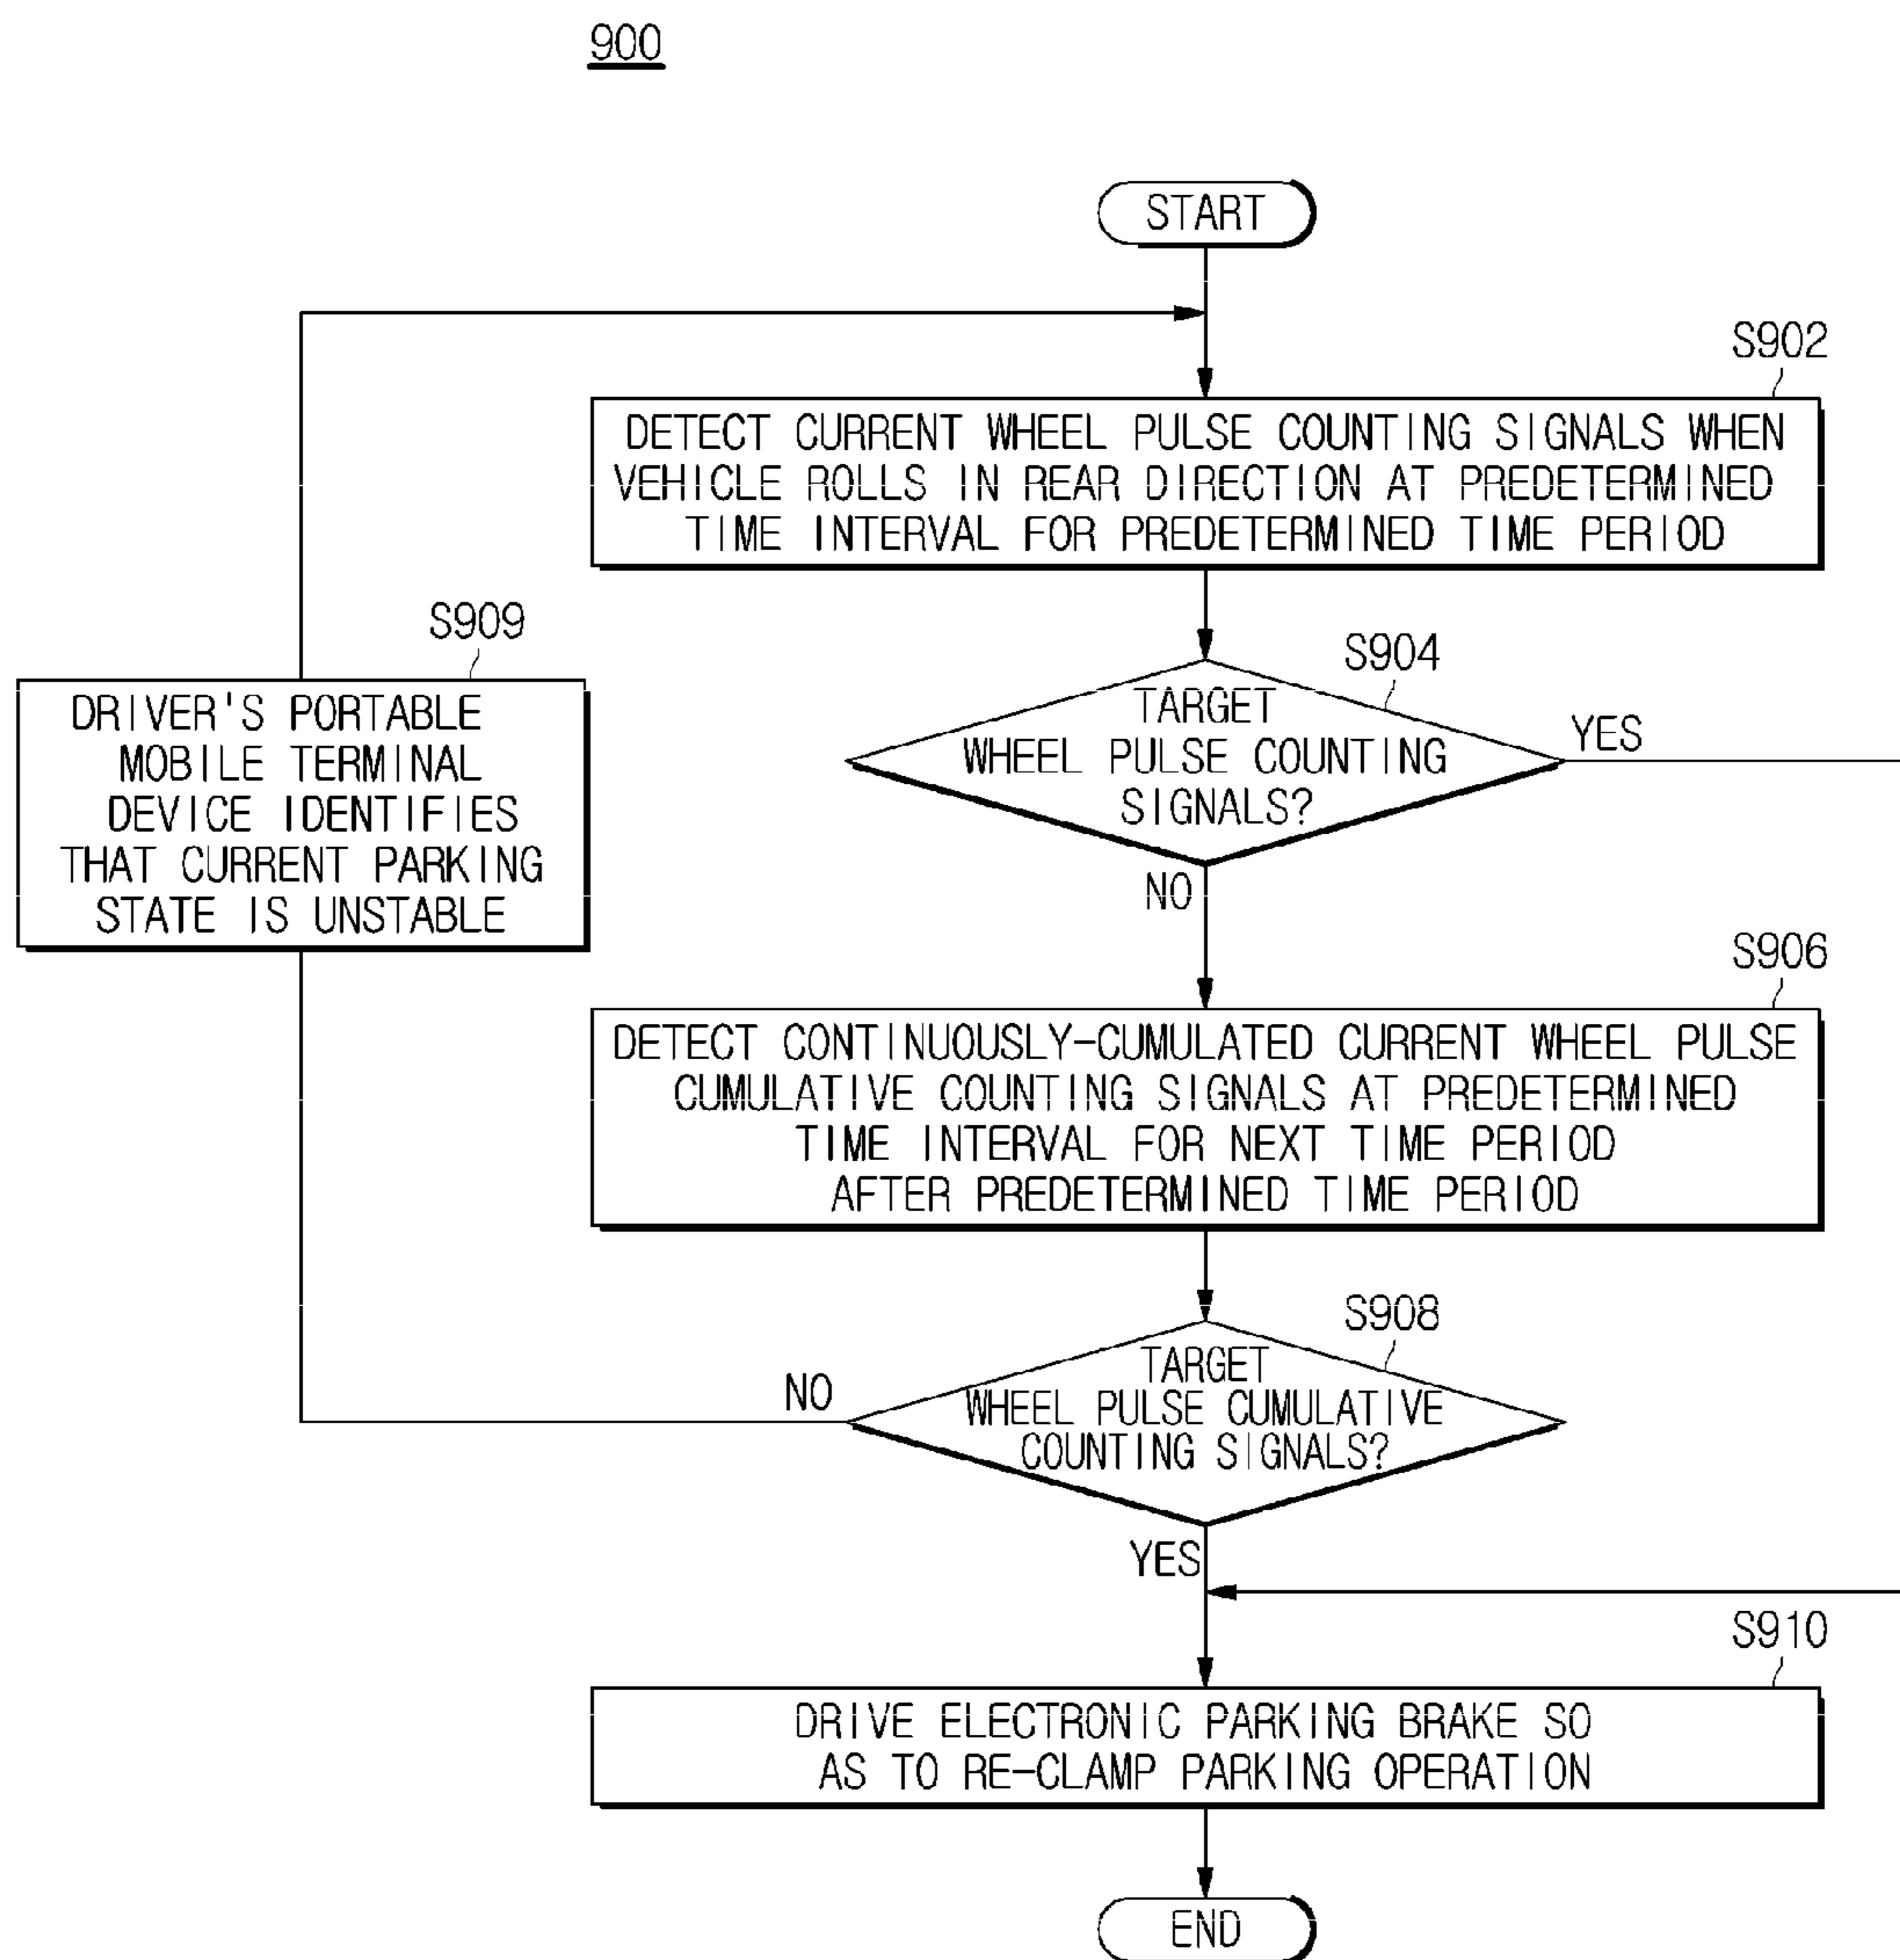 900
START
S902
DETECT CURRENT WHEEL PULSE COUNTING SIGNALS WHEN
VEHICLE ROLLS IN REAR DIRECTION AT PREDETERMINED
TIME INTERVAL FOR PREDETERMINED TIME PERIOD
S909
DRIVER'S PORTABLE
MOBILE TERMINAL
DEVICE IDENTIFIES
THAT CURRENT PARKING
STATE IS UNSTABLE
S904
TARGET
WHEEL PULSE COUNTING
SIGNALS?
YES
NO
S906
DETECT CONTINUOUSLY-CUMULATED CURRENT WHEEL PULSE
CUMULATIVE COUNTING SIGNALS AT PREDETERMINED
TIME INTERVAL FOR NEXT TIME PERIOD
AFTER PREDETERMINED TIME PERIOD
S908
TARGET
WHEEL PULSE CUMULATIVE
COUNTING SIGNALS?
NO
YES
S910
DRIVE ELECTRONIC PARKING BRAKE SO
AS TO RE-CLAMP PARKING OPERATION
END